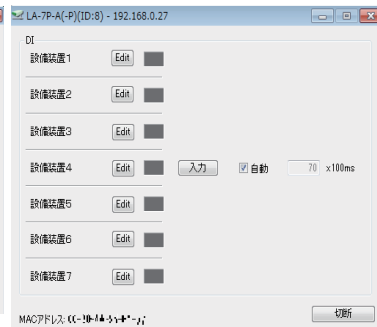 LA-7P-A(-P)(ID:8) - 192.168.0.27
DI
設備装置1 Edit
設備装置2 Edit
設備装置3 Edit
設備装置4 Edit 入力 自動 70 ×100ms
設備装置5 Edit
設備装置6 Edit
設備装置7 Edit
MACアドレス:
切断